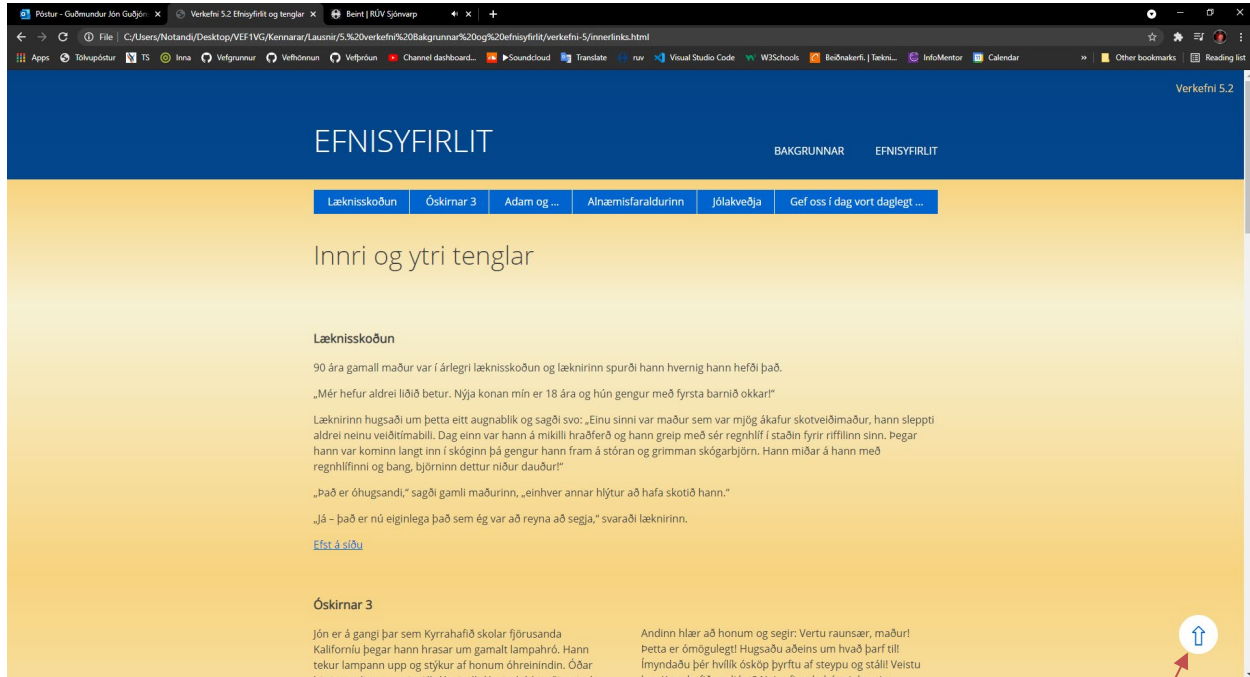 Póstur - Guðmundur Jón Guðjón
Verkefni 5.2 Efnisyfirlit og tenglar
Beint | RÚV Sjónvarp
File
C:/Users/Notandi/Desktop/VEF1VG/Kennarar/Lausnir/5.%20verkefni%20Bakgrunnar%20og%20efnisyfirlit/verkefni-5/innerlinks.html
Apps Tölvupóstur TS Inna Vefgrunnur Vefhönnun Vefþróun Channel dashboard... ►Soundcloud Translate ruv Visual Studio Code W3Schools Beiðnakerfi. | Tækni... InfoMentor Calendar » Other bookmarks Reading list
Verkefni 5.2
EFNISYFIRLIT
BAKGRUNNAR EFNISYFIRLIT
Læknisskoðun Óskirnar 3 Adam og ... Alnæmisfaraldurinn Jólakveðja Gef oss í dag vort daglegt ...
Innri og ytri tenglar
Læknisskoðun
90 ára gamall maður var í árlegri læknisskoðun og læknirinn spurði hann hvernig hann hefði það.
„Mér hefur aldrei liðið betur. Nýja konan mín er 18 ára og hún gengur með fyrsta barnið okkar!“
Læknirinn hugsaði um þetta eitt augnablik og sagði svo: „Einu sinni var maður sem var mjög ákafur skotveiðimaður, hann sleppti
aldrei neinu veiðitímabili. Dag einn var hann á mikilli hraðferð og hann greip með sér regnhlíf í staðin fyrir riffilinn sinn. Þegar
hann var kominn langt inn í skóginn þá gengur hann fram á stóran og grimman skógarbjörn. Hann miðar á hann með
regnhlífinni og bang, björninn dettur niður dauður!“
„Það er óhugsandi,“ sagði gamli maðurinn, „einhver annar hlýtur að hafa skotið hann.“
„Já – það er nú eiginlega það sem ég var að reyna að segja,“ svaraði læknirinn.
Efst á síðu
Óskirnar 3
Jón er á gangi þar sem Kyrrahafið skolar fjörusanda
Kaliforníu þegar hann hrasar um gamalt lampahró. Hann
tekur lampann upp og stýkur af honum óhreinindin. Óðar
Andinn hlær að honum og segir: Vertu raunsær, maður!
Þetta er ómögulegt! Hugsaðu aðeins um hvað þarf til!
Ímyndaðu þér hvílík ósköp þyrftu af steypu og stáli! Veistu